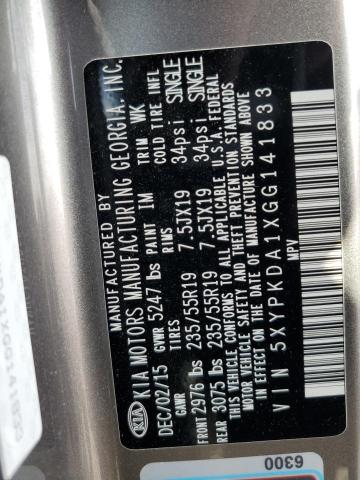 MANUFACTURED BY
KIA KIA MOTORS MANUFACTURING GEORGIA, INC.
DEC/02/15 GVWR 5247 lbs PAINT IM TRIM WK
GAWR TIRES RIMS COLD TIRE INFL
FRONT 2976 lbs 235/55R19 7.5JX19 34psi SINGLE
REAR 3075 lbs 235/55R19 7.5JX19 34psi SINGLE
THIS VEHICLE CONFORMS TO ALL APPLICABLE U.S.A. FEDERAL
MOTOR VEHICLE SAFETY AND THEFT PREVENTION STANDARDS
IN EFFECT ON THE DATE OF MANUFACTURE SHOWN ABOVE
VIN 5XYPKDA1XGG141833
MPV
6300